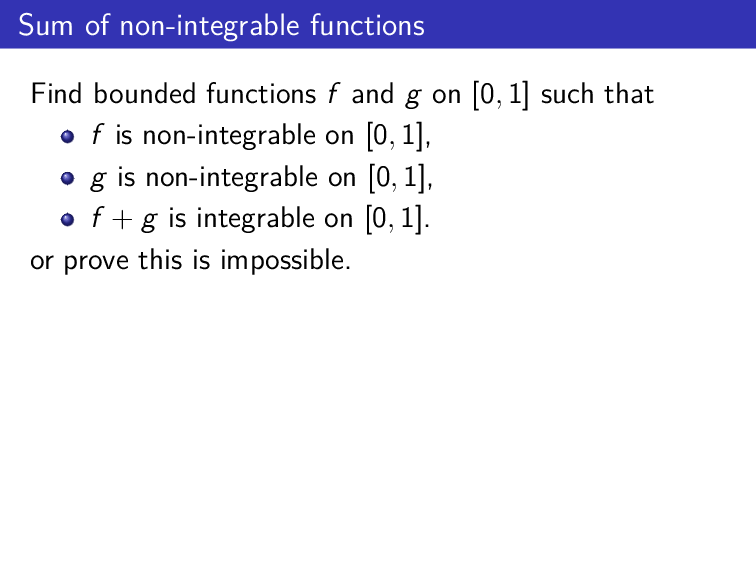 Sum of non-integrable functions
Find bounded functions f and g on [0, 1] such that
f is non-integrable on [0, 1],
g is non-integrable on [0, 1],
f + g is integrable on [0, 1].
or prove this is impossible.